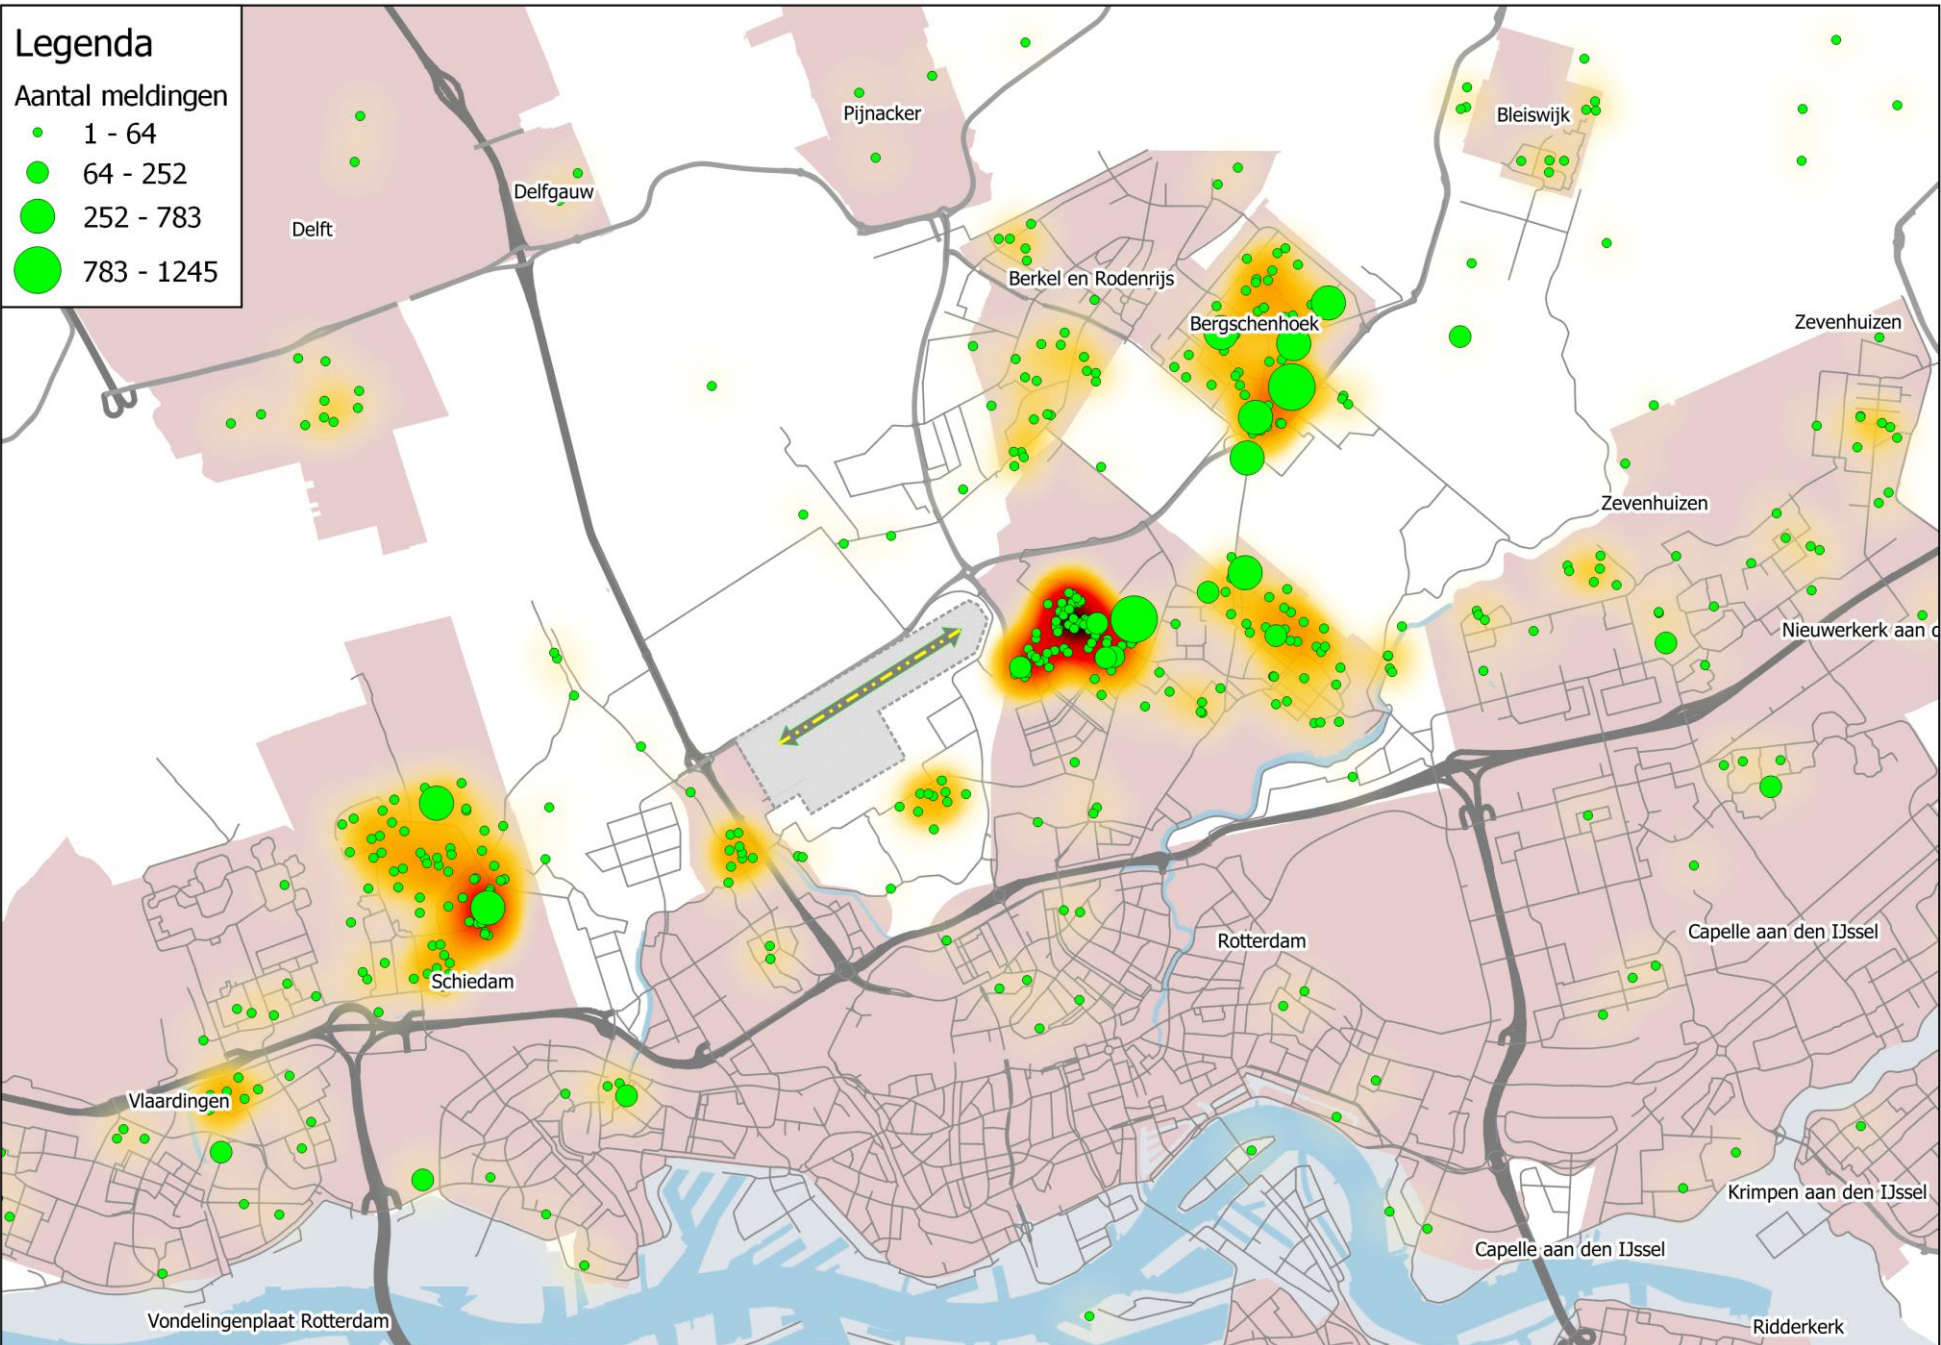 Legenda
Aantal meldingen
1 - 64
64 - 252
252 - 783
783 - 1245
Pijnacker
Bleiswijk
Delfgauw
Delft
Berkel en Rodenrijs
Bergschenhoek
Zevenhuizen
Zevenhuizen
Nieuwerkerk aan d
Capelle aan den IJssel
Rotterdam
Schiedam
Vlaardingen
Krimpen aan den IJssel
Capelle aan den IJssel
Vondelingenplaat Rotterdam
Ridderkerk